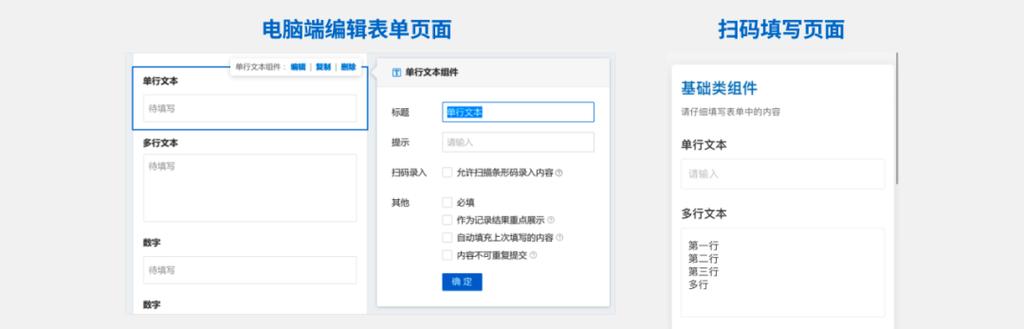 电脑端编辑表单页面
扫码填写页面
单行文本组件： 编辑 | 复制 | 删除
单行文本
待填写
多行文本
待填写
数字
待填写
数字
单行文本组件
标题
单行文本
提示
请输入
扫码录入
允许扫描条形码录入内容?
其他
必填
作为记录结果重点展示?
自动填充上次填写的内容?
内容不可重复提交?
确定
基础类组件
请仔细填写表单中的内容
单行文本
请输入
多行文本
第一行
第二行
第三行
多行